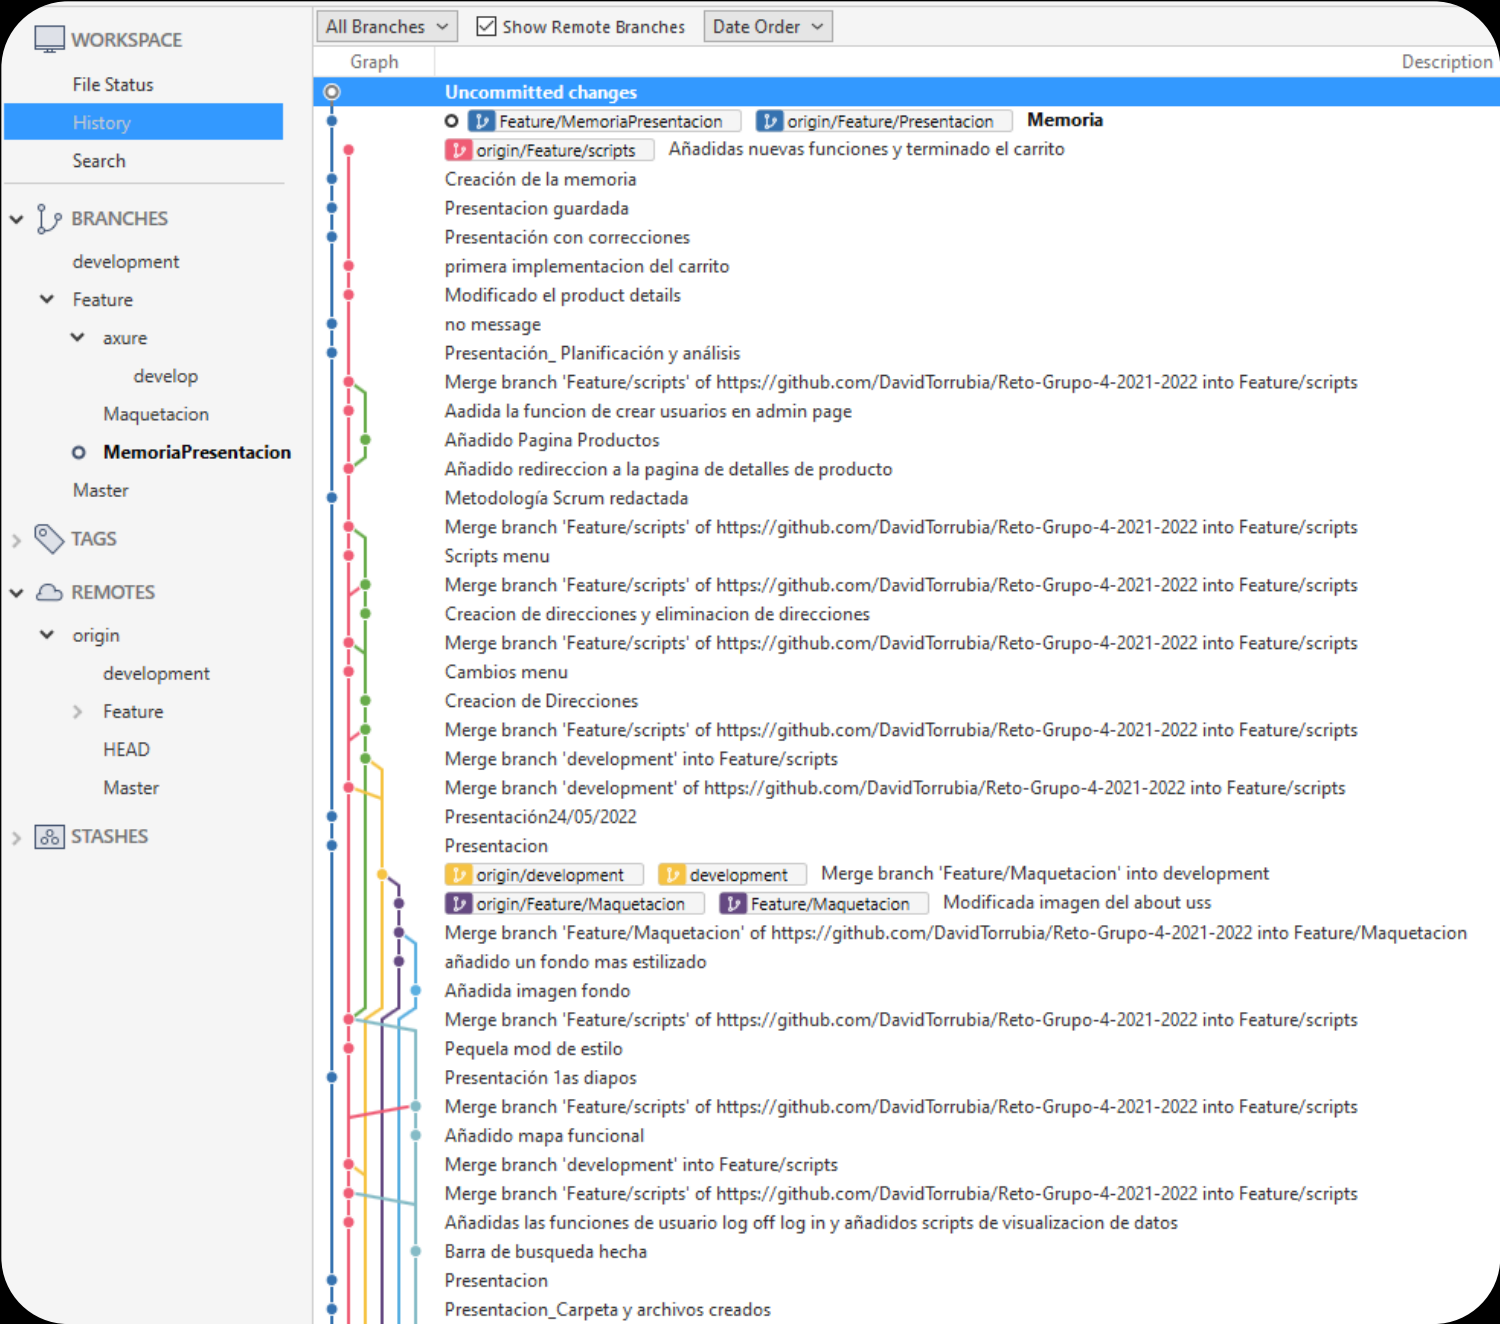 WORKSPACE
File Status
History
Search
BRANCHES
development
Feature
axure
develop
Maquetacion
MemoriaPresentacion
Master
TAGS
REMOTES
origin
development
Feature
HEAD
Master
STASHES
All Branches Show Remote Branches Date Order
Graph Description
Uncommitted changes
Feature/MemoriaPresentacion origin/Feature/Presentacion Memoria
origin/Feature/scripts Añadidas nuevas funciones y terminado el carrito
Creación de la memoria
Presentacion guardada
Presentación con correcciones
primera implementacion del carrito
Modificado el product details
no message
Presentación_ Planificación y análisis
Merge branch 'Feature/scripts' of https://github.com/DavidTorrubia/Reto-Grupo-4-2021-2022 into Feature/scripts
Aadida la funcion de crear usuarios en admin page
Añadido Pagina Productos
Añadido redireccion a la pagina de detalles de producto
Metodología Scrum redactada
Merge branch 'Feature/scripts' of https://github.com/DavidTorrubia/Reto-Grupo-4-2021-2022 into Feature/scripts
Scripts menu
Merge branch 'Feature/scripts' of https://github.com/DavidTorrubia/Reto-Grupo-4-2021-2022 into Feature/scripts
Creacion de direcciones y eliminacion de direcciones
Merge branch 'Feature/scripts' of https://github.com/DavidTorrubia/Reto-Grupo-4-2021-2022 into Feature/scripts
Cambios menu
Creacion de Direcciones
Merge branch 'Feature/scripts' of https://github.com/DavidTorrubia/Reto-Grupo-4-2021-2022 into Feature/scripts
Merge branch 'development' into Feature/scripts
Merge branch 'development' of https://github.com/DavidTorrubia/Reto-Grupo-4-2021-2022 into Feature/scripts
Presentación24/05/2022
Presentacion
origin/development development Merge branch 'Feature/Maquetacion' into development
origin/Feature/Maquetacion Feature/Maquetacion Modificada imagen del about uss
Merge branch 'Feature/Maquetacion' of https://github.com/DavidTorrubia/Reto-Grupo-4-2021-2022 into Feature/Maquetacion
añadido un fondo mas estilizado
Añadida imagen fondo
Merge branch 'Feature/scripts' of https://github.com/DavidTorrubia/Reto-Grupo-4-2021-2022 into Feature/scripts
Pequela mod de estilo
Presentación 1as diapos
Merge branch 'Feature/scripts' of https://github.com/DavidTorrubia/Reto-Grupo-4-2021-2022 into Feature/scripts
Añadido mapa funcional
Merge branch 'development' into Feature/scripts
Merge branch 'Feature/scripts' of https://github.com/DavidTorrubia/Reto-Grupo-4-2021-2022 into Feature/scripts
Añadidas las funciones de usuario log off log in y añadidos scripts de visualizacion de datos
Barra de busqueda hecha
Presentacion
Presentacion_Carpeta y archivos creados